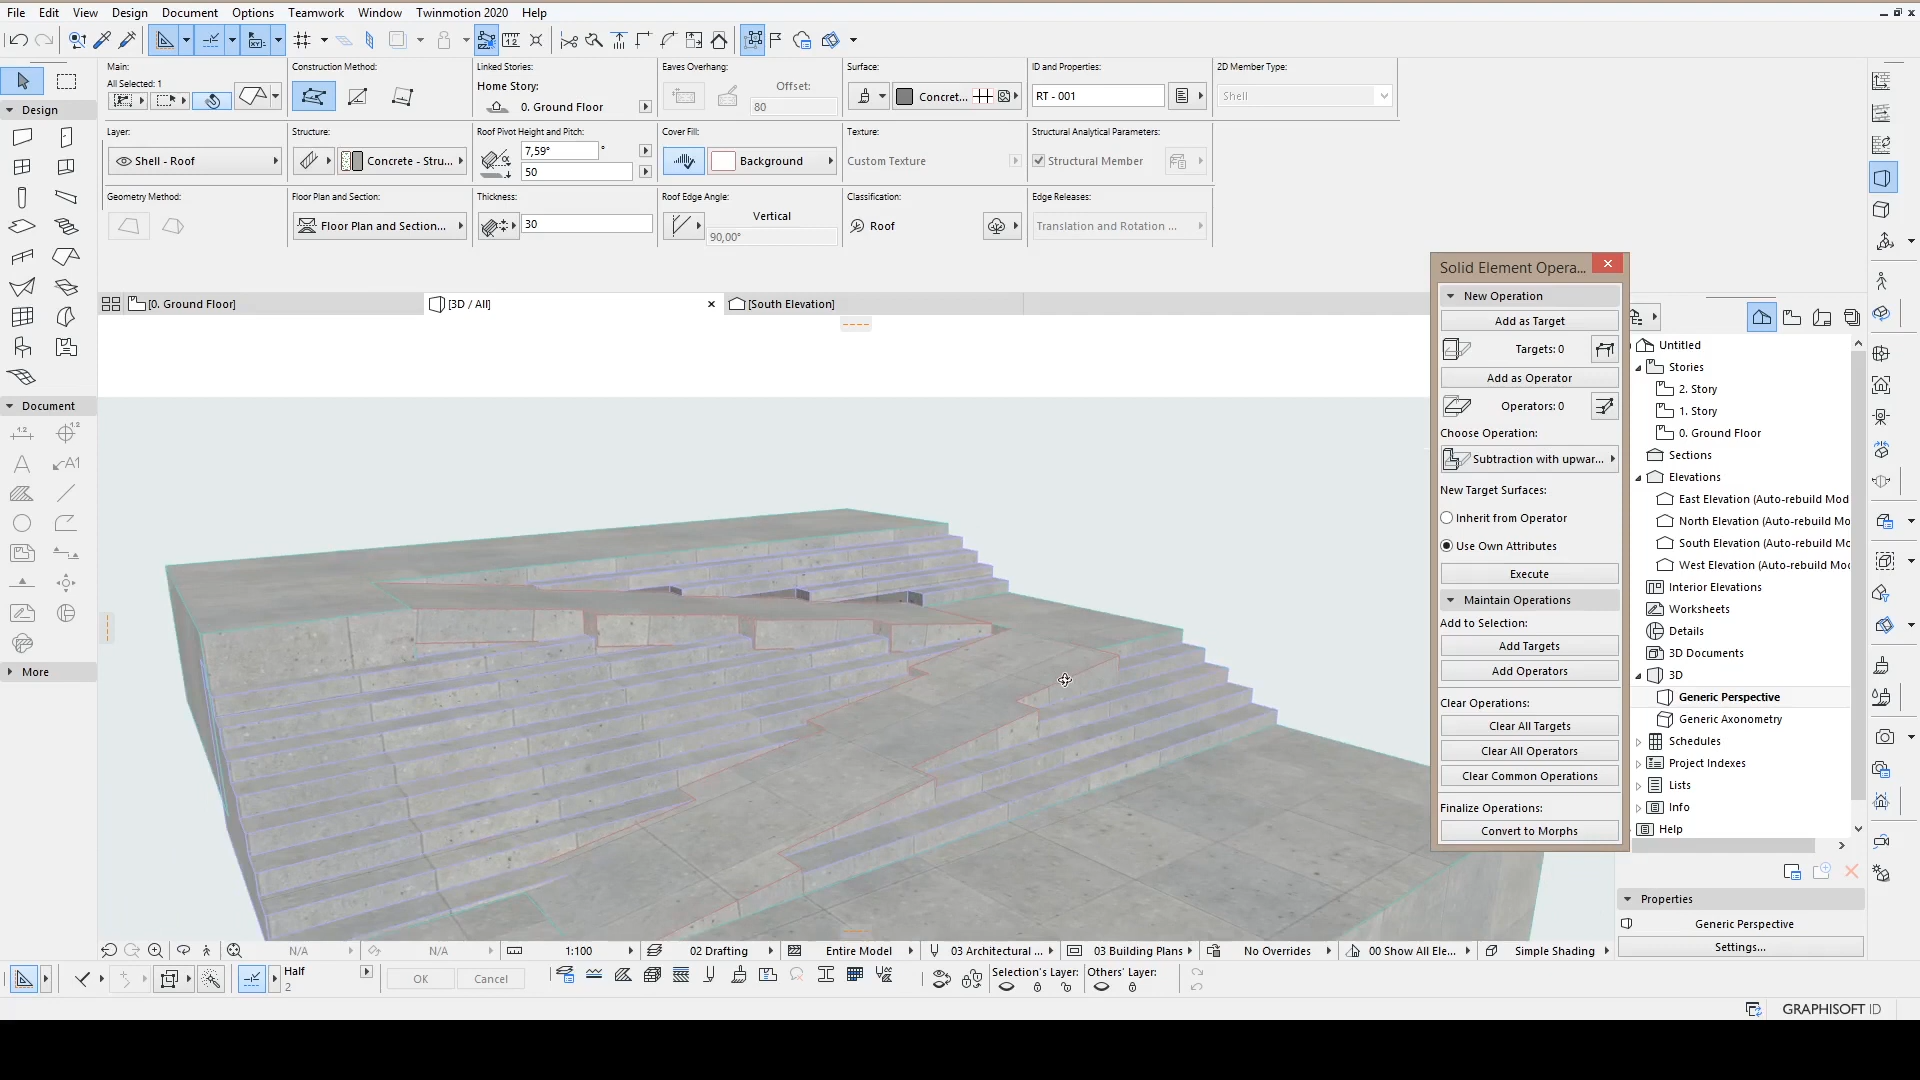 File Edit View Design Document Options Teamwork Window Twinmotion 2020 Help
Main:
All Selected: 1
Construction Method:
Linked Stories:
Home Story:
0. Ground Floor
Eaves Overhang:
Offset:
80
Surface:
Concret...
ID and Properties:
RT - 001
2D Member Type:
Shell
Layer:
Shell - Roof
Structure:
Concrete - Stru...
Roof Pivot Height and Pitch:
7,59°
°
50
Cover Fill:
Background
Texture:
Custom Texture
Structural Analytical Parameters:
Structural Member
Geometry Method:
Floor Plan and Section:
Floor Plan and Section...
Thickness:
30
Roof Edge Angle:
Vertical
90,00°
Classification:
Roof
Edge Releases:
Translation and Rotation ...
Design
Document
More
[0. Ground Floor]
[3D / All]
[South Elevation]
Solid Element Opera...
New Operation
Add as Target
Targets: 0
Add as Operator
Operators: 0
Choose Operation:
Subtraction with upwar...
New Target Surfaces:
Inherit from Operator
Use Own Attributes
Execute
Maintain Operations
Add to Selection:
Add Targets
Add Operators
Clear Operations:
Clear All Targets
Clear All Operators
Clear Common Operations
Finalize Operations:
Convert to Morphs
Untitled
Stories
2. Story
1. Story
0. Ground Floor
Sections
Elevations
East Elevation (Auto-rebuild Mod
North Elevation (Auto-rebuild Mo
South Elevation (Auto-rebuild Mo
West Elevation (Auto-rebuild Mo
Interior Elevations
Worksheets
Details
3D Documents
3D
Generic Perspective
Generic Axonometry
Schedules
Project Indexes
Lists
Info
Help
Properties
Generic Perspective
Settings...
N/A
N/A
1:100
02 Drafting
Entire Model
03 Architectural ...
03 Building Plans
No Overrides
00 Show All Ele...
Simple Shading
Half
2
OK
Cancel
Selection's Layer:
Others' Layer:
GRAPHISOFT ID